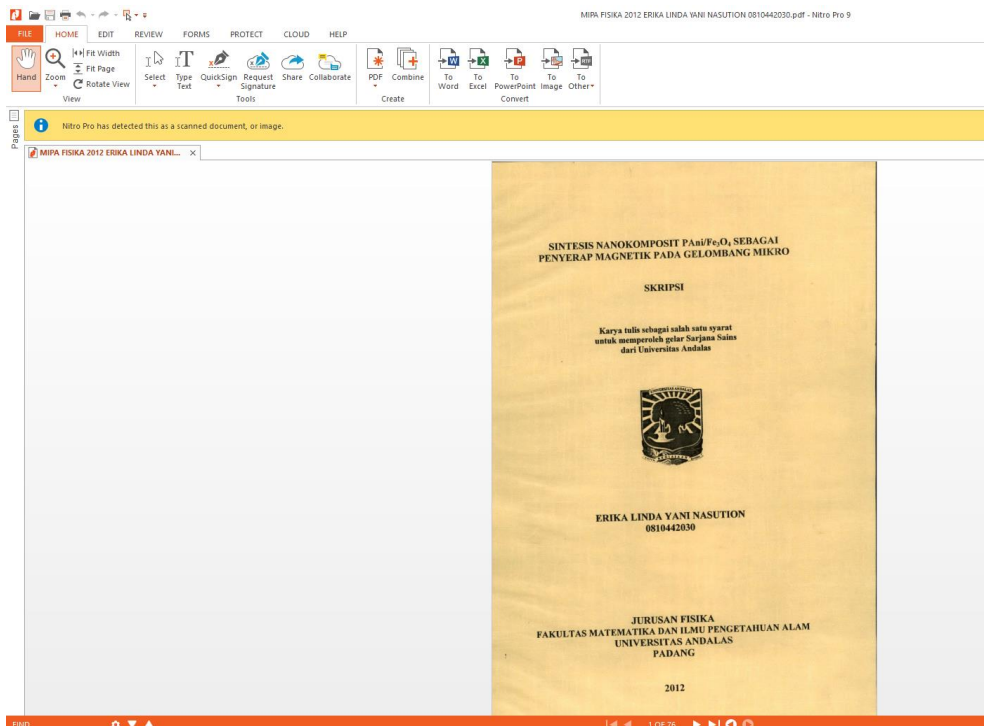 MIPA FISIKA 2012 ERIKA LINDA YANI NASUTION 0810442030.pdf - Nitro Pro 9
FILE HOME EDIT REVIEW FORMS PROTECT CLOUD HELP
Hand
Zoom
Fit Width
Fit Page
Rotate View
View
Select
Type Text
QuickSign
Request Signature
Share
Collaborate
Tools
PDF
Combine
Create
To Word
To Excel
To PowerPoint
To Image
To Other
Convert
Pages
Nitro Pro has detected this as a scanned document, or image.
MIPA FISIKA 2012 ERIKA LINDA YANI...
SINTESIS NANOKOMPOSIT PAni/Fe₃O₄ SEBAGAI
PENYERAP MAGNETIK PADA GELOMBANG MIKRO
SKRIPSI
Karya tulis sebagai salah satu syarat
untuk memperoleh gelar Sarjana Sains
dari Universitas Andalas
ERIKA LINDA YANI NASUTION
0810442030
JURUSAN FISIKA
FAKULTAS MATEMATIKA DAN ILMU PENGETAHUAN ALAM
UNIVERSITAS ANDALAS
PADANG
2012
FIND
1 OF 76